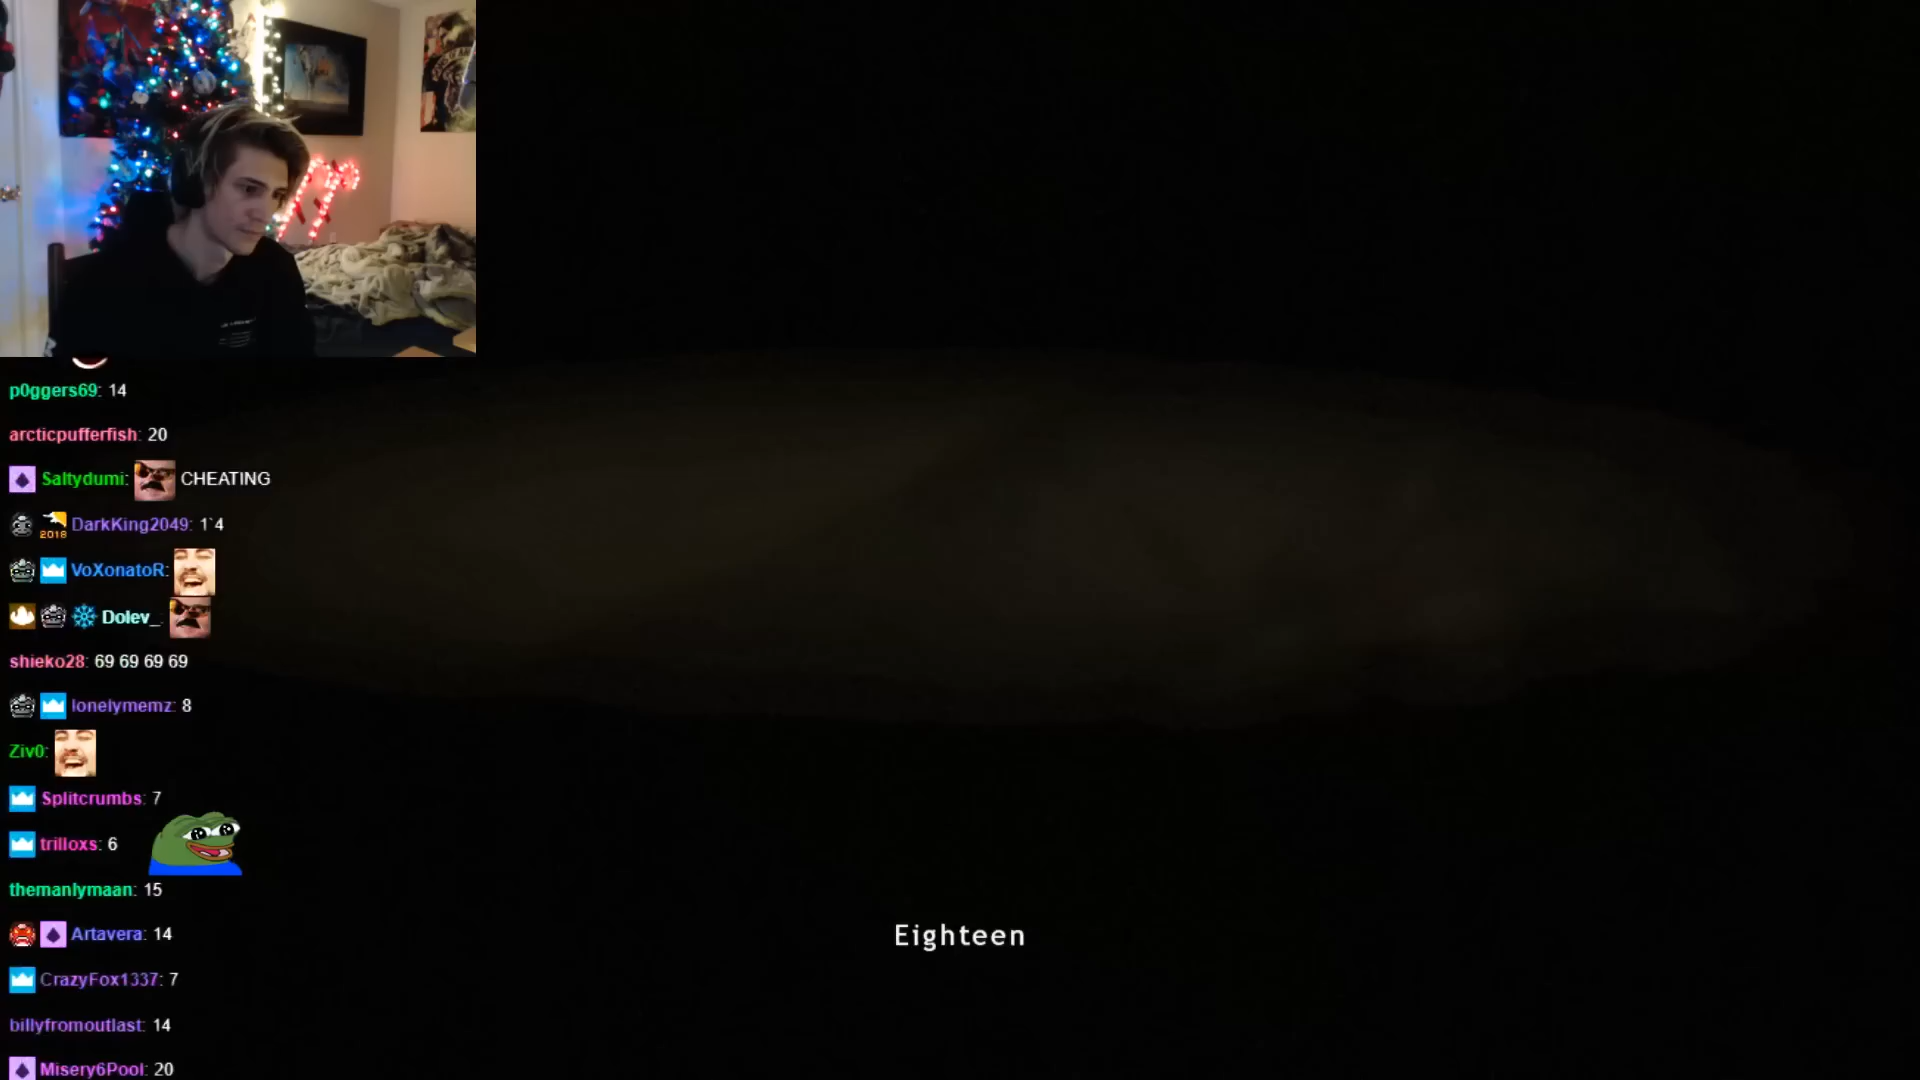 p0ggers69: 14
arcticpufferfish: 20
Saltydumi: CHEATING
2018 DarkKing2049: 1`4
VoXonatoR:
Dolev_:
shieko28: 69 69 69 69
lonelymemz: 8
Ziv0:
Splitcrumbs: 7
trilloxs: 6
themanlymaan: 15
Artavera: 14
CrazyFox1337: 7
Eighteen
billyfromoutlast: 14
Misery6Pool: 20